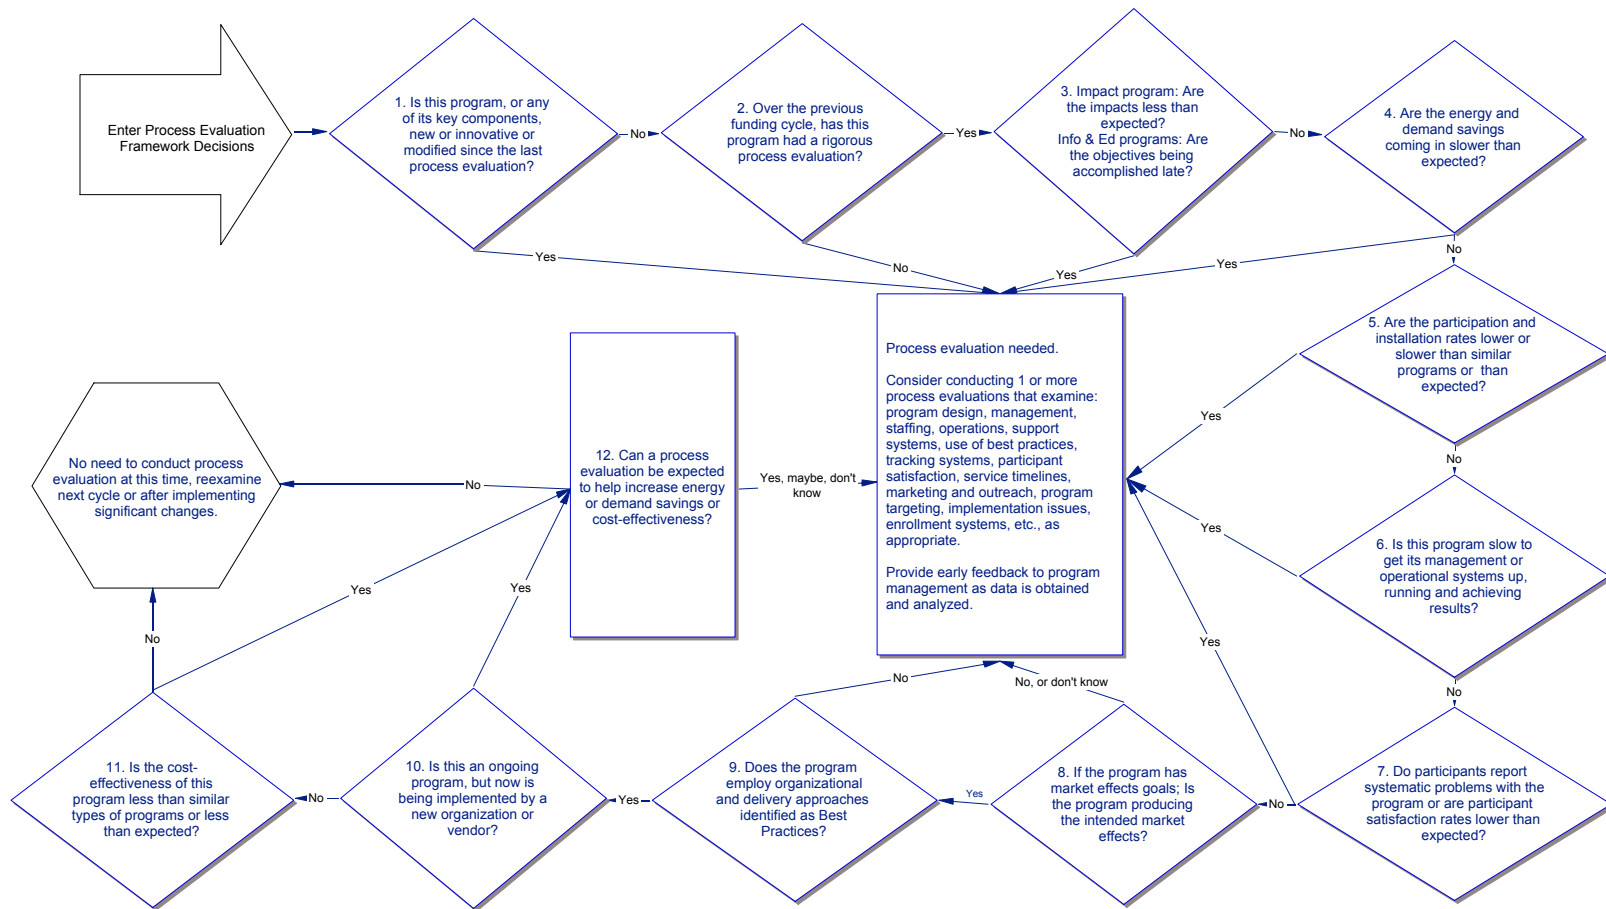 Enter Process Evaluation
Framework Decisions
1. Is this program, or any
of its key components,
new or innovative or
modified since the last
process evaluation?
No
2. Over the previous
funding cycle, has this
program had a rigorous
process evaluation?
Yes
3. Impact program: Are
the impacts less than
expected?
Info & Ed programs: Are
the objectives being
accomplished late?
No
4. Are the energy and
demand savings
coming in slower than
expected?
Yes
No
Yes
Yes
No
5. Are the participation and
installation rates lower or
slower than similar
programs or  than
expected?
Yes
No
6. Is this program slow to
get its management or
operational systems up,
running and achieving
results?
Yes
No
7. Do participants report
systematic problems with the
program or are participant
satisfaction rates lower than
expected?
Yes
No
8. If the program has
market effects goals; Is
the program producing
the intended market
effects?
No, or don't know
Yes
9. Does the program
employ organizational
and delivery approaches
identified as Best
Practices?
No
Yes
10. Is this an ongoing
program, but now is
being implemented by a
new organization or
vendor?
Yes
No
11. Is the cost-
effectiveness of this
program less than similar
types of programs or less
than expected?
Yes
No
12. Can a process
evaluation be expected
to help increase energy
or demand savings or
cost-effectiveness?
No
Yes, maybe, don't
know
No need to conduct process
evaluation at this time, reexamine
next cycle or after implementing
significant changes.
Process evaluation needed.
Consider conducting 1 or more
process evaluations that examine:
program design, management,
staffing, operations, support
systems, use of best practices,
tracking systems, participant
satisfaction, service timelines,
marketing and outreach, program
targeting, implementation issues,
enrollment systems, etc., as
appropriate.
Provide early feedback to program
management as data is obtained
and analyzed.